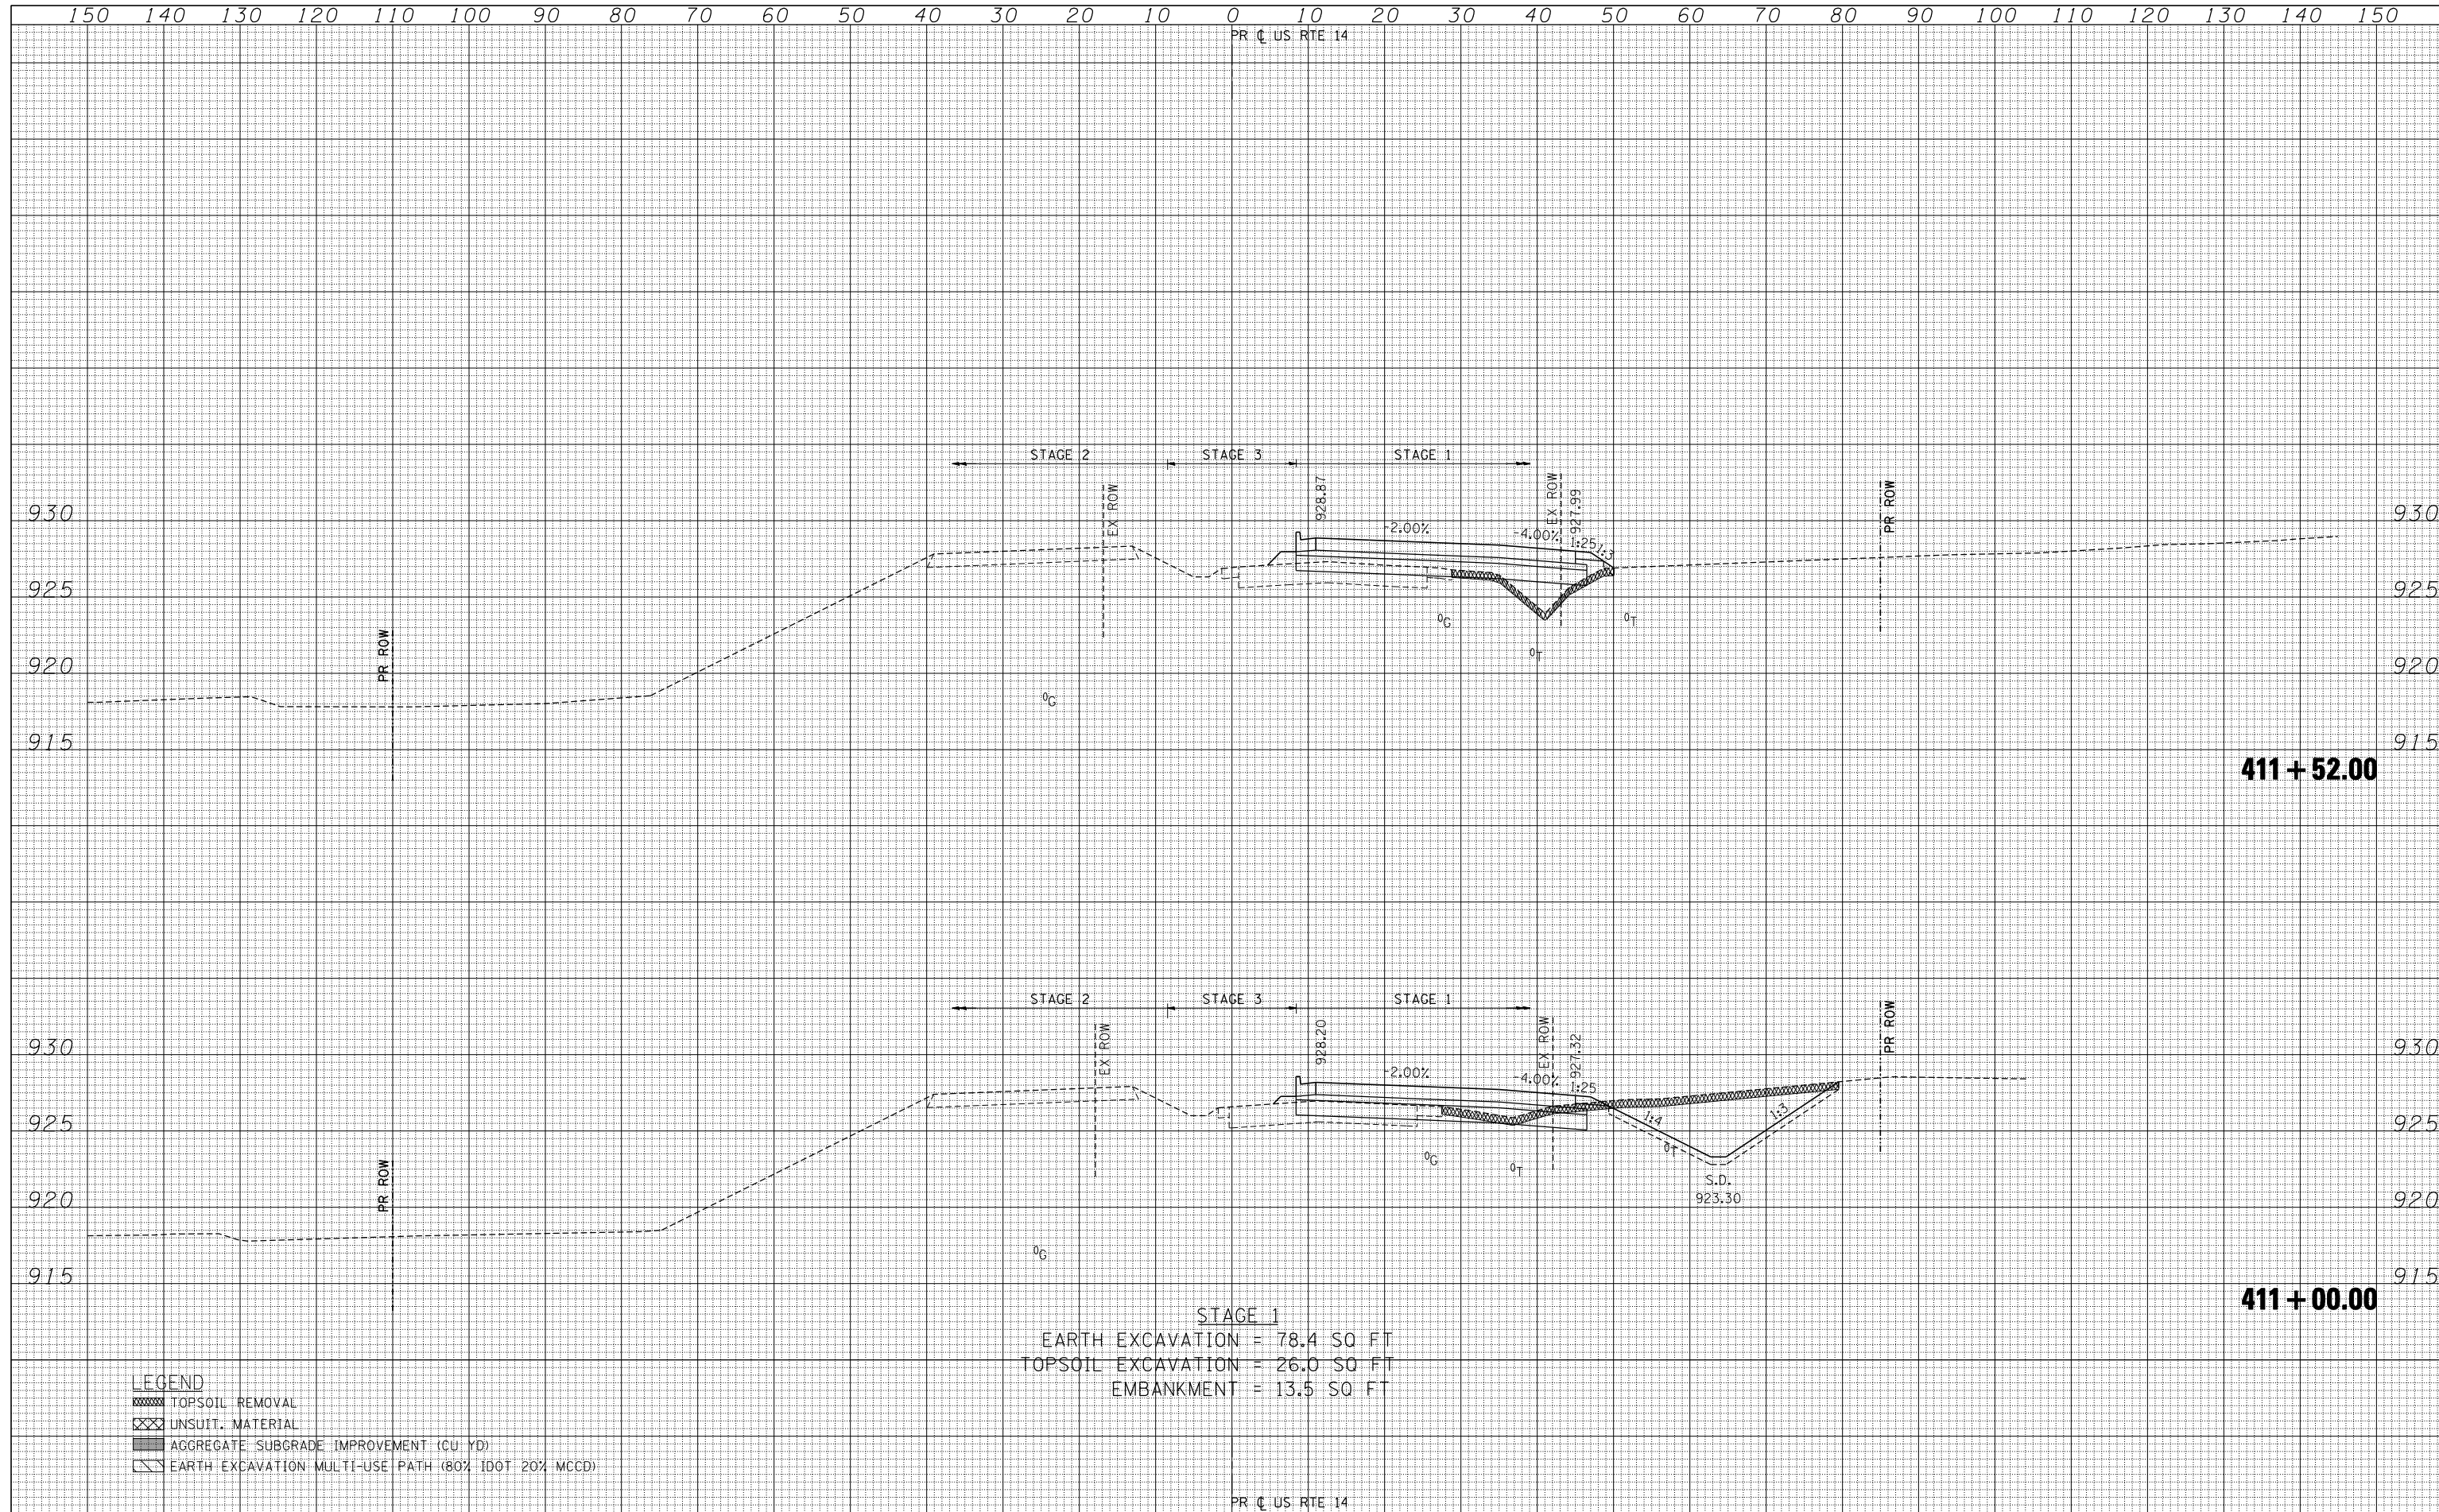 150 140 130 120 110 100 90 80 70 60 50 40 30 20 10 0 10 20 30 40 50 60 70 80 90 100 110 120 130 140 150
PR ℄ US RTE 14
STAGE 2 STAGE 3 STAGE 1
EX ROW
928.87
-2.00%
-4.00%
EX ROW
927.99
1:25
1:3
PR ROW
930 930
925 925
0G
0T
0T
PR ROW
920 920
0G
915 915
411+52.00
STAGE 2 STAGE 3 STAGE 1
EX ROW
928.20
-2.00%
-4.00%
EX ROW
927.32
1:25
PR ROW
930 930
1:4
1:3
925 925
0G
0T
0T
S.D.
923.30
PR ROW
920 920
0G
915 915
411+00.00
STAGE 1
EARTH EXCAVATION = 78.4 SQ FT
TOPSOIL EXCAVATION = 26.0 SQ FT
EMBANKMENT = 13.5 SQ FT
LEGEND
TOPSOIL REMOVAL
UNSUIT. MATERIAL
AGGREGATE SUBGRADE IMPROVEMENT (CU YD)
EARTH EXCAVATION MULTI-USE PATH (80% IDOT 20% MCCD)
PR ℄ US RTE 14